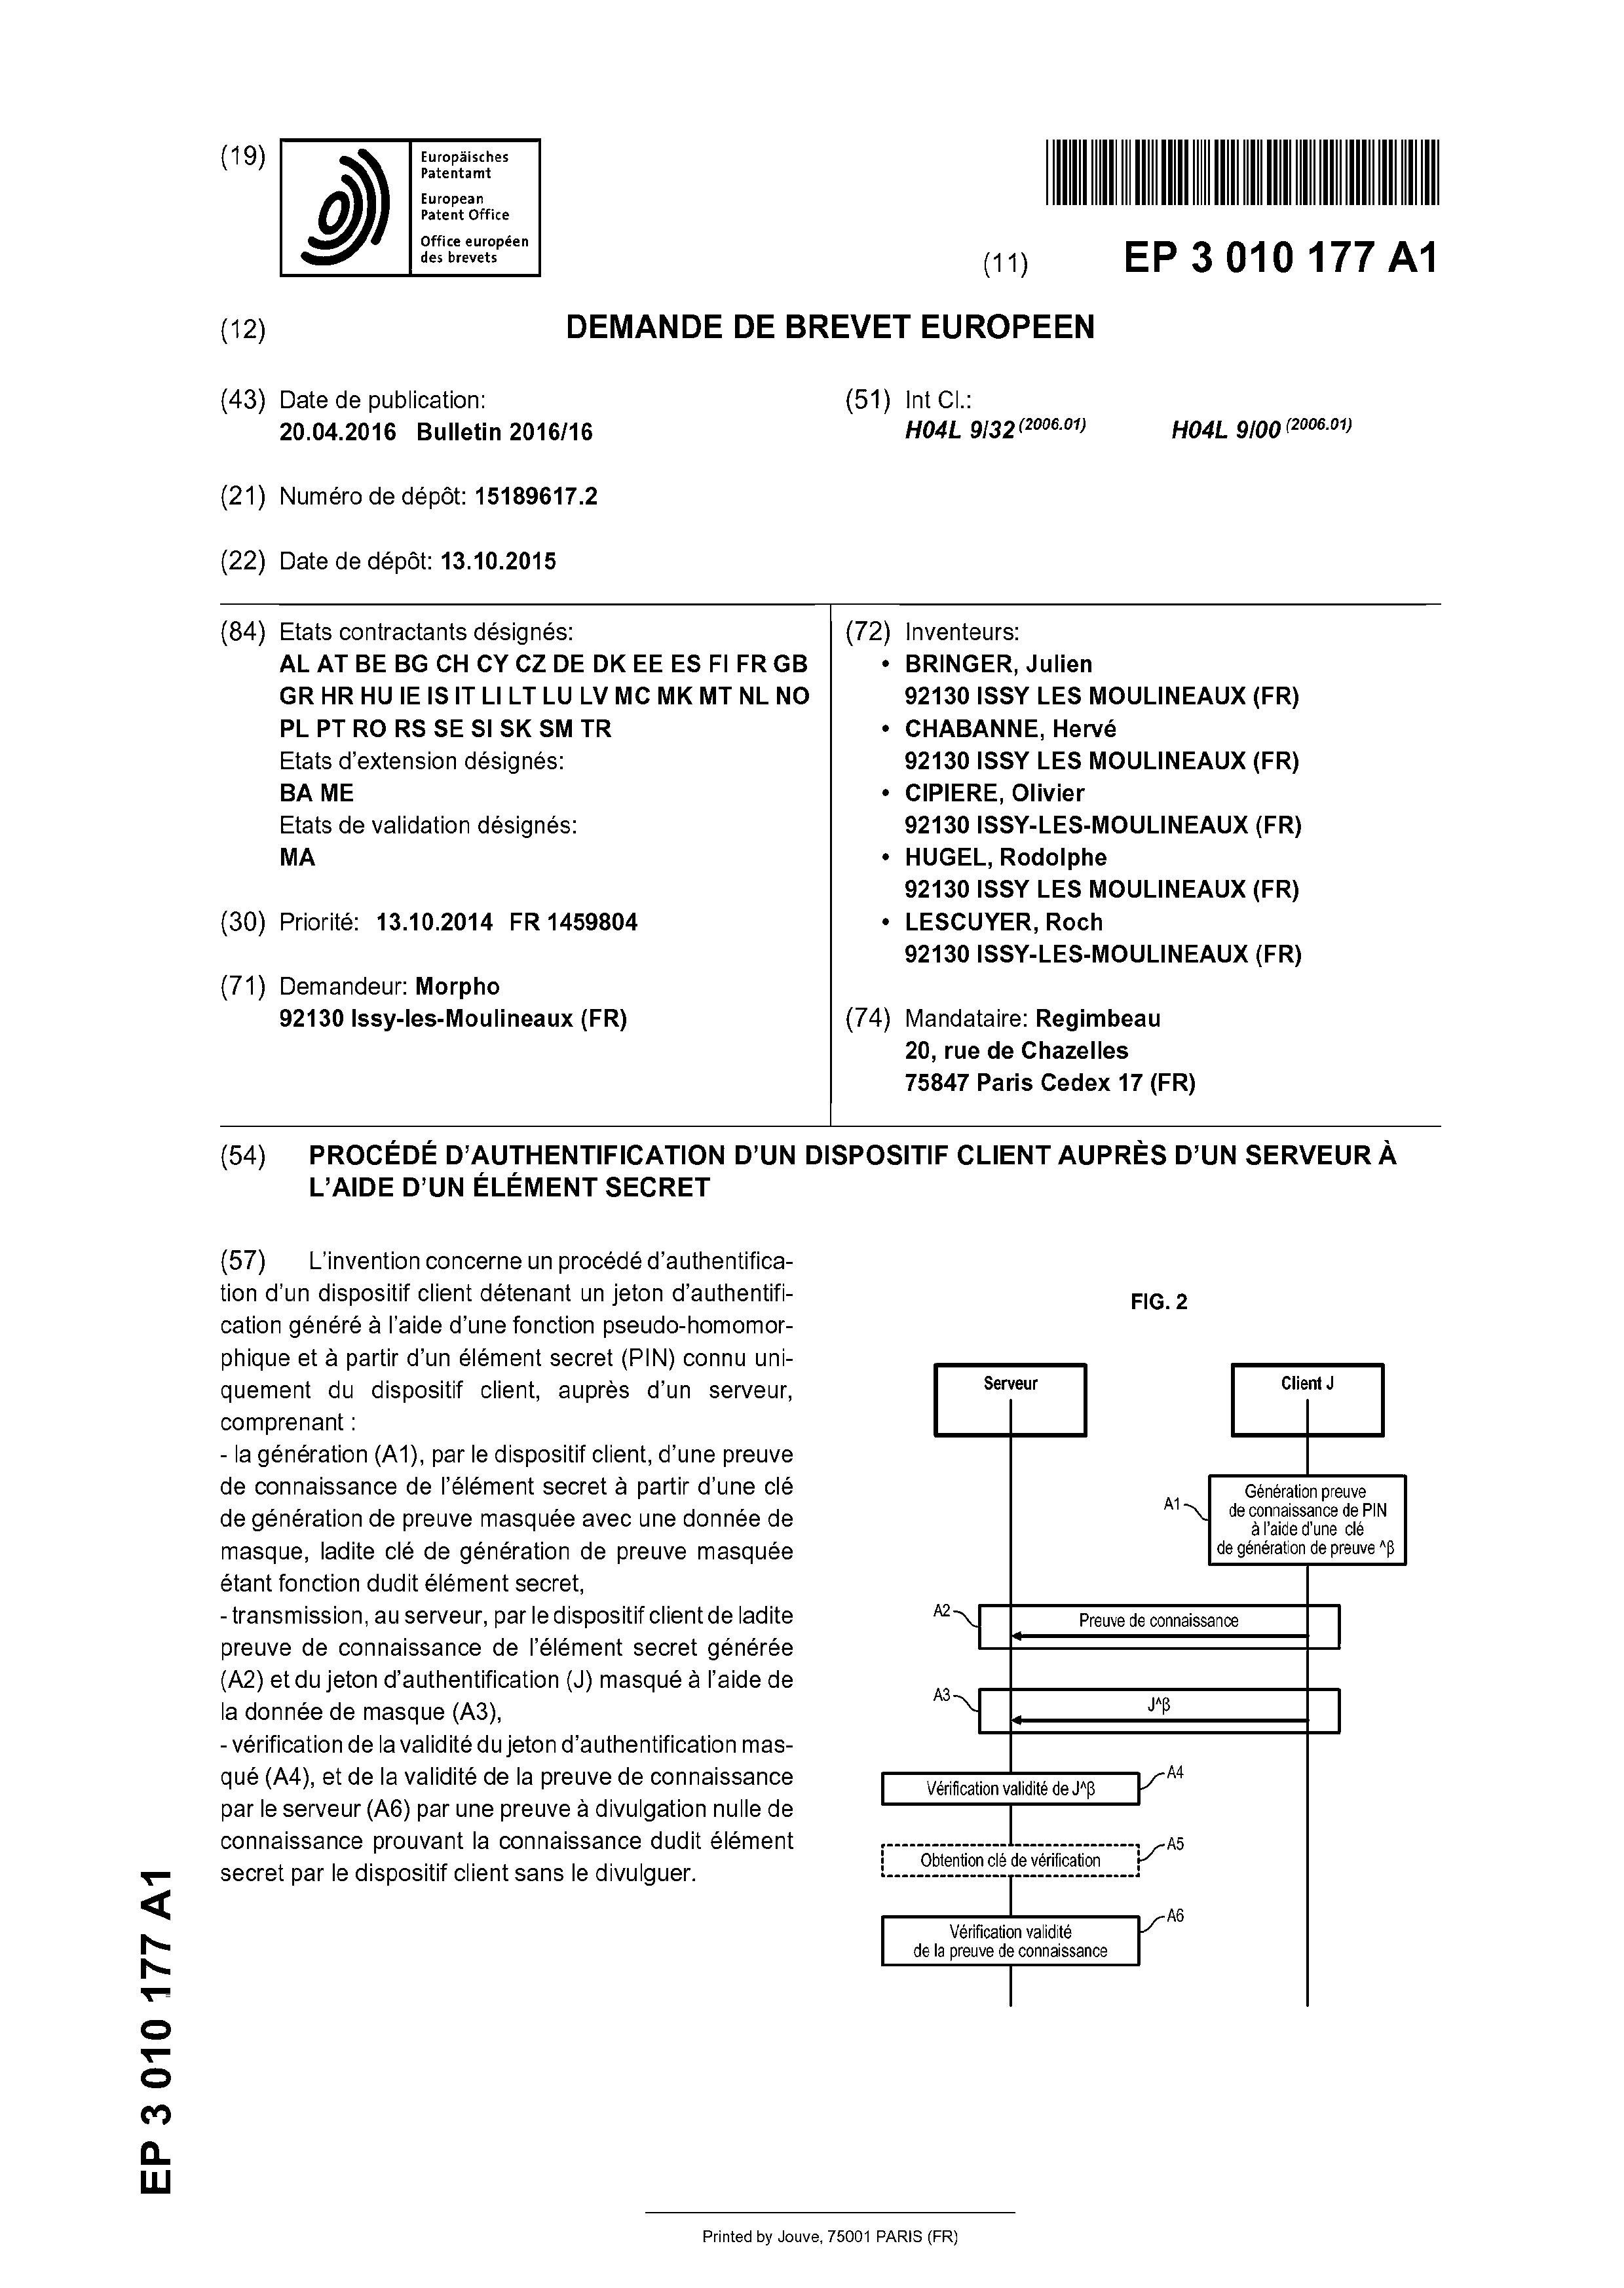 (19)
Europäisches
Patentamt
European
Patent Office
Office européen
des brevets
(11) EP 3 010 177 A1
(12) DEMANDE DE BREVET EUROPEEN
(43) Date de publication:
20.04.2016 Bulletin 2016/16
(51) Int Cl.:
H04L 9/32 (2006.01) H04L 9/00 (2006.01)
(21) Numéro de dépôt: 15189617.2
(22) Date de dépôt: 13.10.2015
(84) Etats contractants désignés:
AL AT BE BG CH CY CZ DE DK EE ES FI FR GB
GR HR HU IE IS IT LI LT LU LV MC MK MT NL NO
PL PT RO RS SE SI SK SM TR
Etats d'extension désignés:
BA ME
Etats de validation désignés:
MA
(30) Priorité: 13.10.2014 FR 1459804
(71) Demandeur: Morpho
92130 Issy-les-Moulineaux (FR)
(72) Inventeurs:
• BRINGER, Julien
92130 ISSY LES MOULINEAUX (FR)
• CHABANNE, Hervé
92130 ISSY LES MOULINEAUX (FR)
• CIPIERE, Olivier
92130 ISSY-LES-MOULINEAUX (FR)
• HUGEL, Rodolphe
92130 ISSY LES MOULINEAUX (FR)
• LESCUYER, Roch
92130 ISSY-LES-MOULINEAUX (FR)
(74) Mandataire: Regimbeau
20, rue de Chazelles
75847 Paris Cedex 17 (FR)
(54) PROCÉDÉ D'AUTHENTIFICATION D'UN DISPOSITIF CLIENT AUPRÈS D'UN SERVEUR À
L'AIDE D'UN ÉLÉMENT SECRET
(57) L'invention concerne un procédé d'authentifica-
tion d'un dispositif client détenant un jeton d'authentifi-
cation généré à l'aide d'une fonction pseudo-homomor-
phique et à partir d'un élément secret (PIN) connu uni-
quement du dispositif client, auprès d'un serveur,
comprenant :
- la génération (A1), par le dispositif client, d'une preuve
de connaissance de l'élément secret à partir d'une clé
de génération de preuve masquée avec une donnée de
masque, ladite clé de génération de preuve masquée
étant fonction dudit élément secret,
- transmission, au serveur, par le dispositif client de ladite
preuve de connaissance de l'élément secret générée
(A2) et du jeton d'authentification (J) masqué à l'aide de
la donnée de masque (A3),
- vérification de la validité du jeton d'authentification mas-
qué (A4), et de la validité de la preuve de connaissance
par le serveur (A6) par une preuve à divulgation nulle de
connaissance prouvant la connaissance dudit élément
secret par le dispositif client sans le divulguer.
FIG. 2
Serveur
Client J
A1
Génération preuve
de connaissance de PIN
à l'aide d'une clé
de génération de preuve ^β
A2
Preuve de connaissance
A3
J^β
Vérification validité de J^β
A4
Obtention clé de vérification
A5
Vérification validité
de la preuve de connaissance
A6
EP 3 010 177 A1
Printed by Jouve, 75001 PARIS (FR)